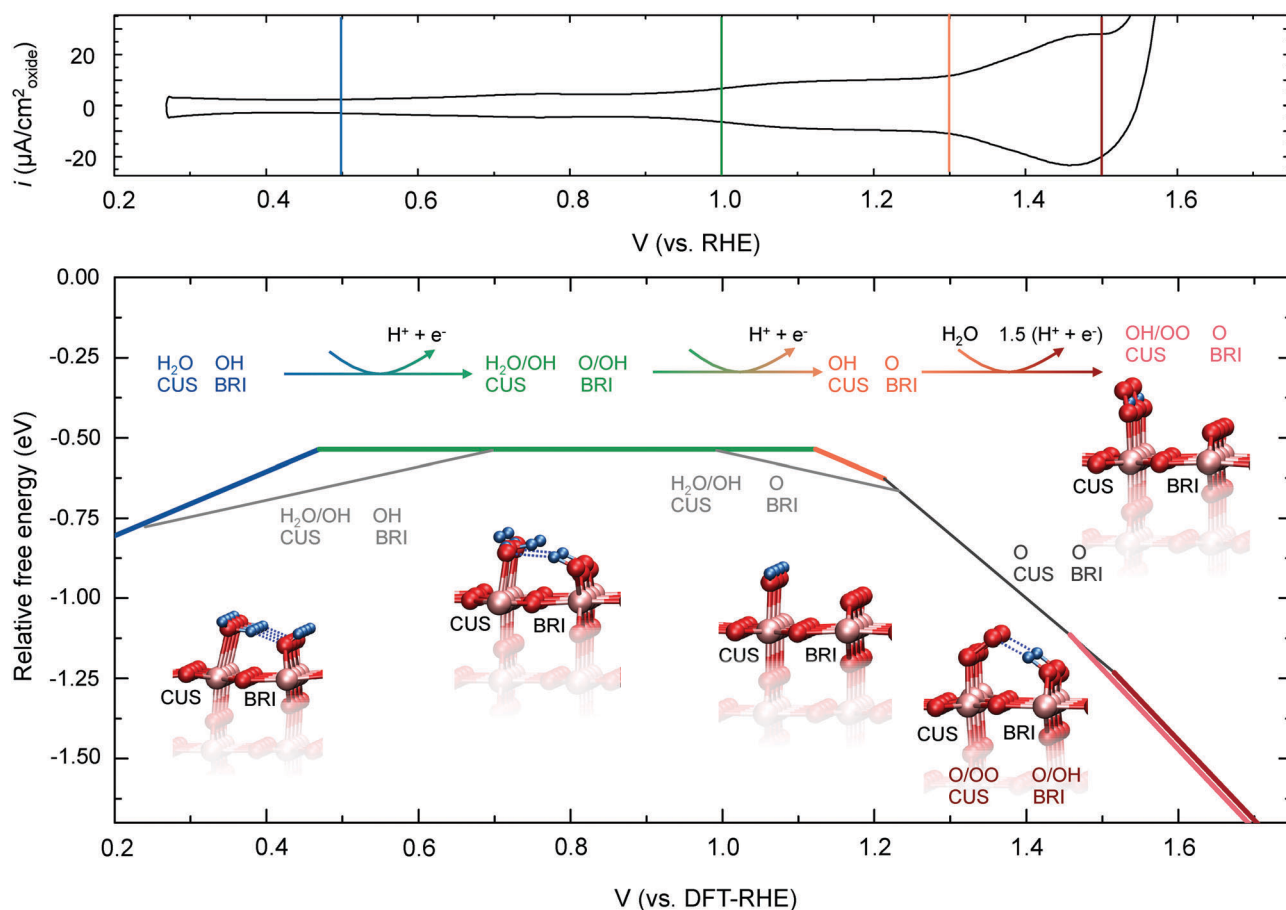 i (µA/cm²oxide)
20
0
-20
0.2 0.4 0.6 0.8 1.0 1.2 1.4 1.6
V (vs. RHE)
Relative free energy (eV)
0.00
-0.25
-0.50
-0.75
-1.00
-1.25
-1.50
H₂O OH
CUS BRI
H⁺ + e⁻
H₂O/OH O/OH
CUS BRI
H⁺ + e⁻
OH O
CUS BRI
H₂O 1.5 (H⁺ + e⁻)
OH/OO O
CUS BRI
CUS BRI
H₂O/OH OH
CUS BRI
H₂O/OH O
CUS BRI
O O
CUS BRI
CUS BRI
CUS BRI
CUS BRI
CUS BRI
O/OO O/OH
CUS BRI
0.2 0.4 0.6 0.8 1.0 1.2 1.4 1.6
V (vs. DFT-RHE)